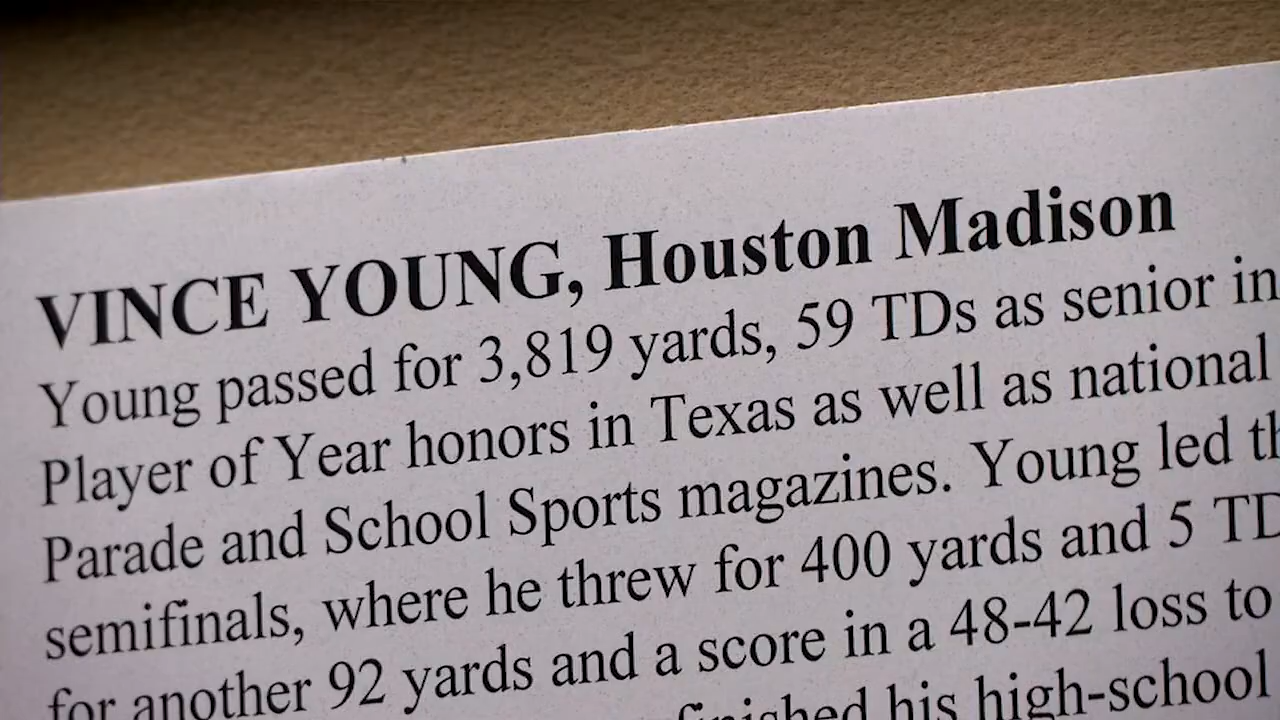 VINCE YOUNG, Houston Madison
Young passed for 3,819 yards, 59 TDs as senior in
Player of Year honors in Texas as well as national
Parade and School Sports magazines. Young led th
semifinals, where he threw for 400 yards and 5 TD
for another 92 yards and a score in a 48-42 loss to
finished his high-school